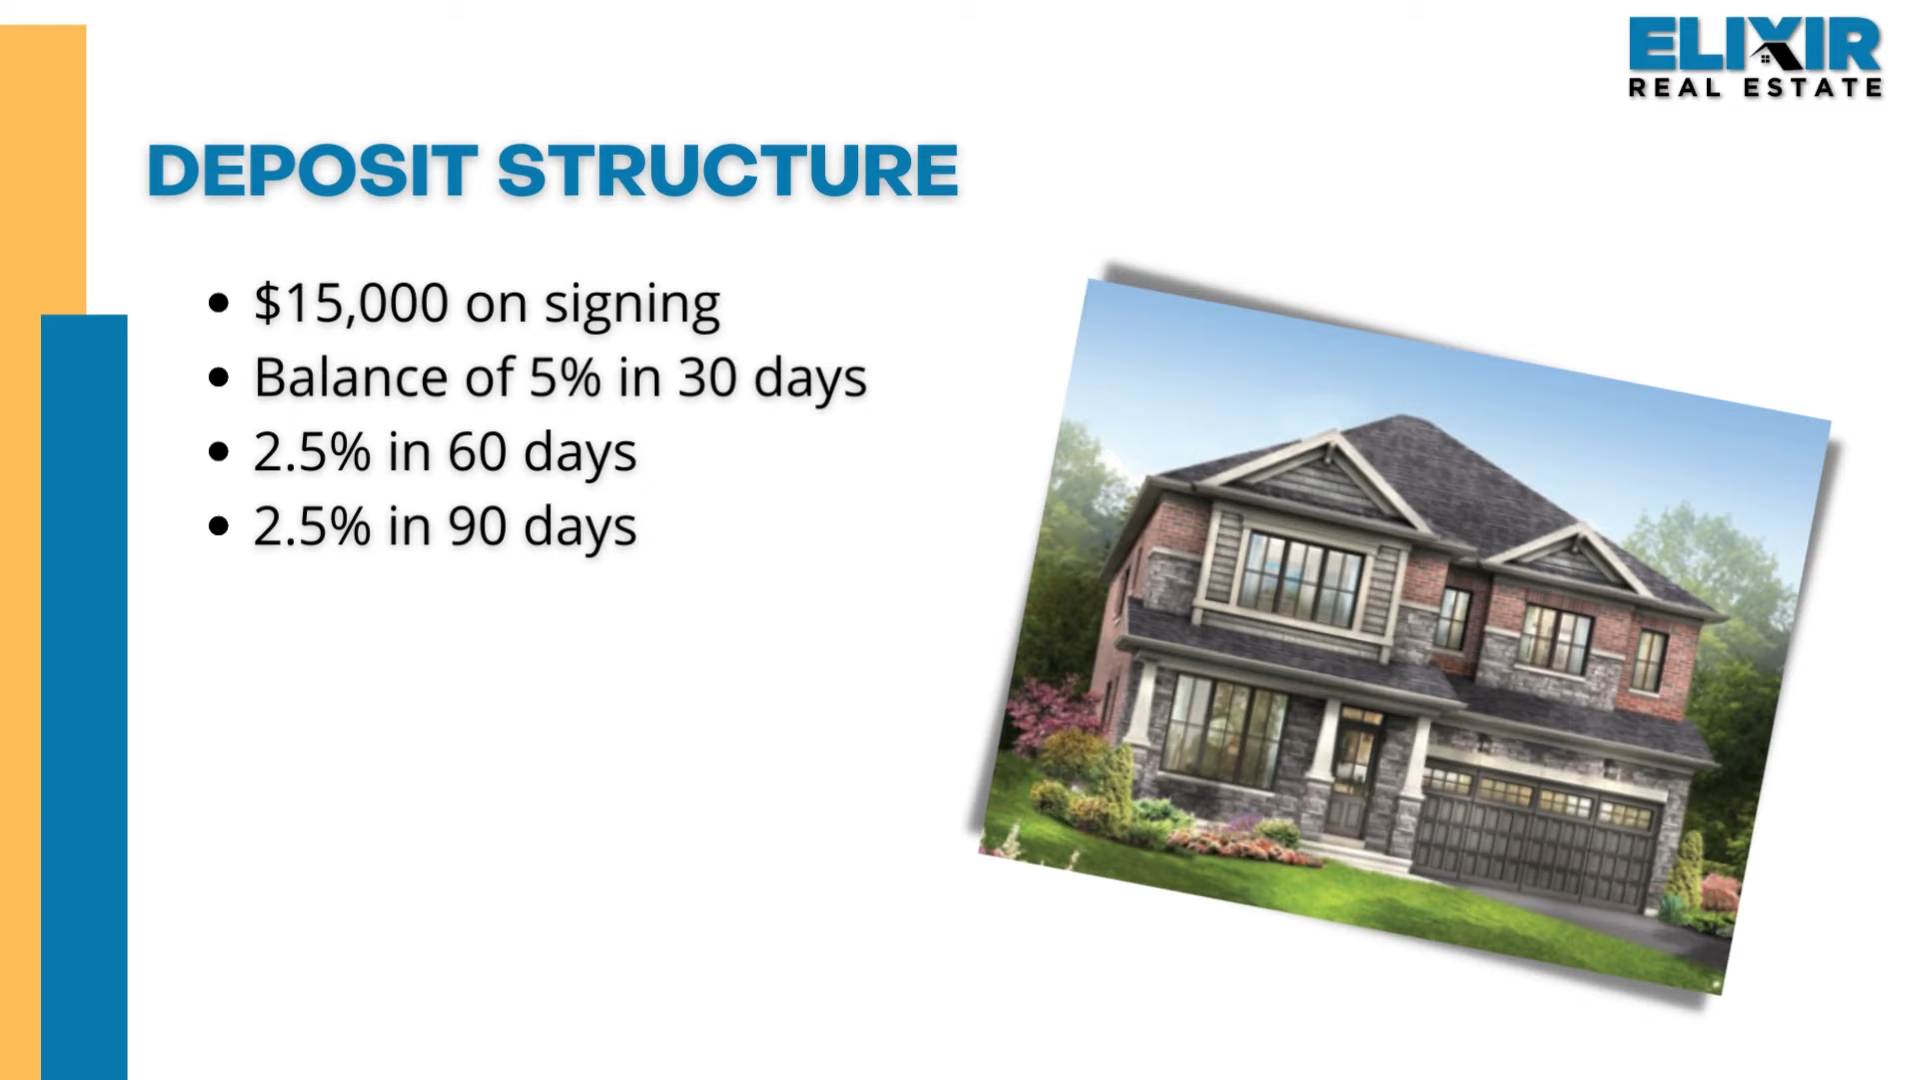 ELIXIR
REAL ESTATE
DEPOSIT STRUCTURE
• $15,000 on signing
• Balance of 5% in 30 days
• 2.5% in 60 days
• 2.5% in 90 days